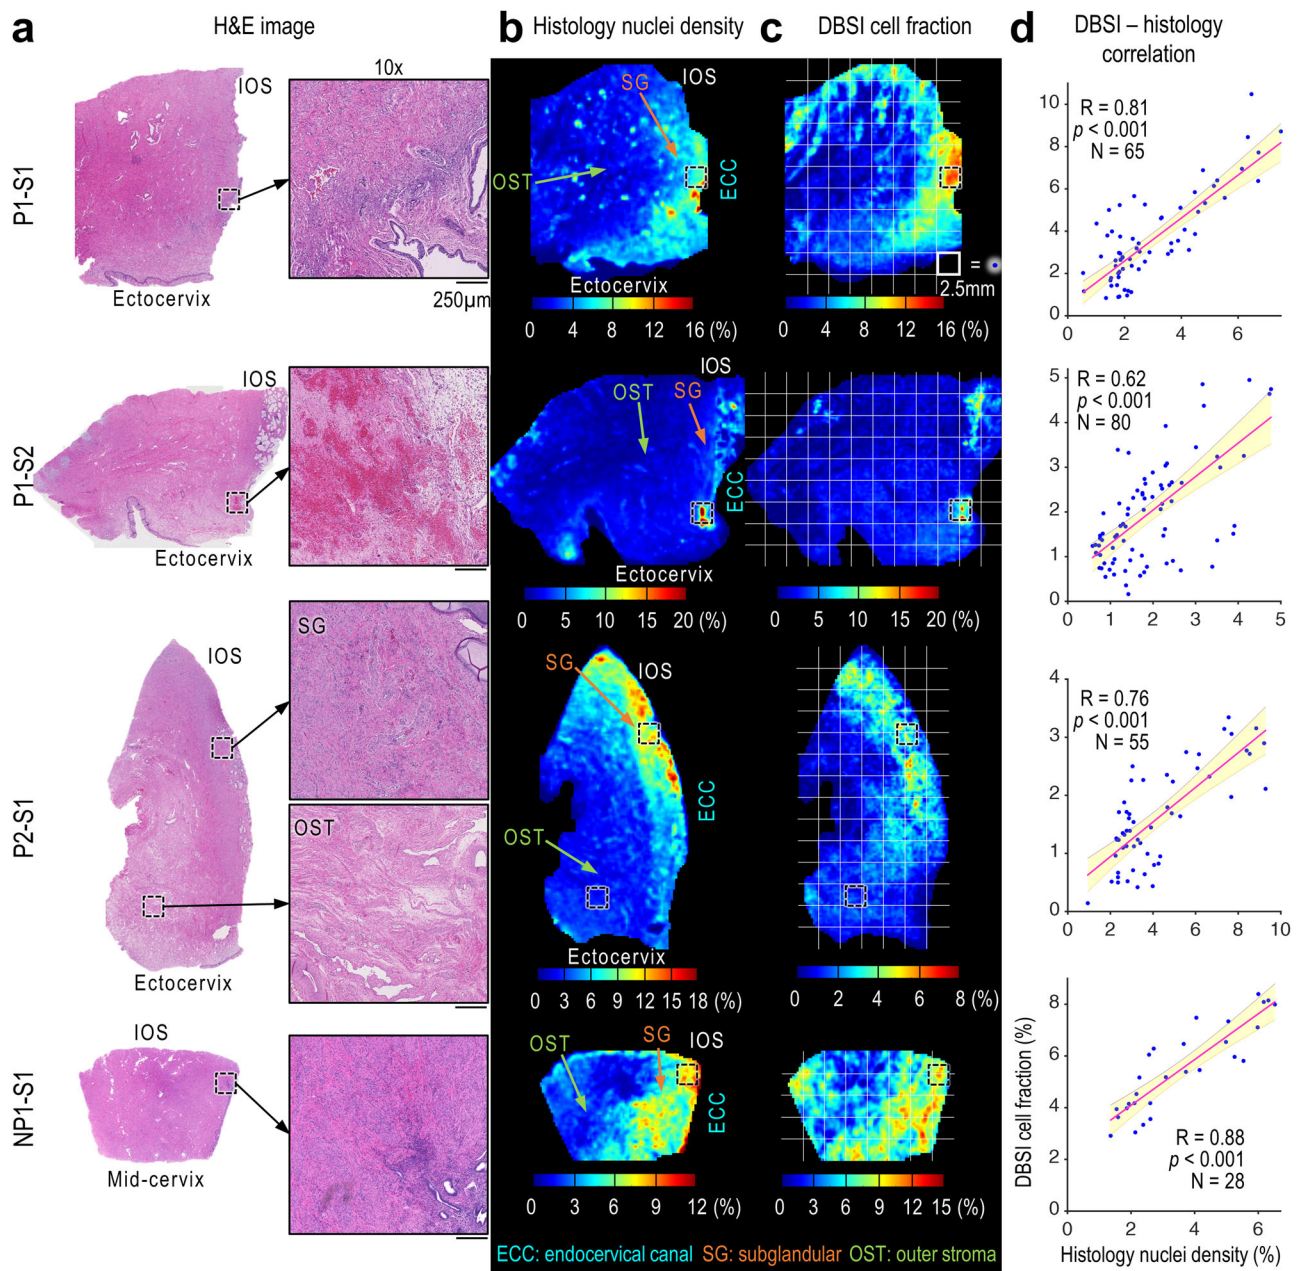 a H&E image
b Histology nuclei density
c DBSI cell fraction
d DBSI – histology
correlation
P1-S1
IOS
10x
Ectocervix
250µm
SG
IOS
OST
ECC
Ectocervix
0 4 8 12 16 (%)
= 
2.5mm
0 4 8 12 16 (%)
R = 0.81
p < 0.001
N = 65
10
8
6
4
2
0
0 2 4 6
P1-S2
IOS
Ectocervix
IOS
OST
SG
ECC
Ectocervix
0 5 10 15 20 (%)
0 5 10 15 20 (%)
R = 0.62
p < 0.001
N = 80
5
4
3
2
1
0
0 1 2 3 4 5
P2-S1
IOS
SG
OST
Ectocervix
SG
IOS
ECC
OST
Ectocervix
0 3 6 9 12 15 18 (%)
0 2 4 6 8 (%)
R = 0.76
p < 0.001
N = 55
4
3
2
1
0
0 2 4 6 8 10
NP1-S1
IOS
Mid-cervix
OST
SG
IOS
ECC
0 3 6 9 12 (%)
0 3 6 9 12 15 (%)
DBSI cell fraction (%)
8
6
4
2
0
R = 0.88
p < 0.001
N = 28
0 2 4 6
Histology nuclei density (%)
ECC: endocervical canal SG: subglandular OST: outer stroma